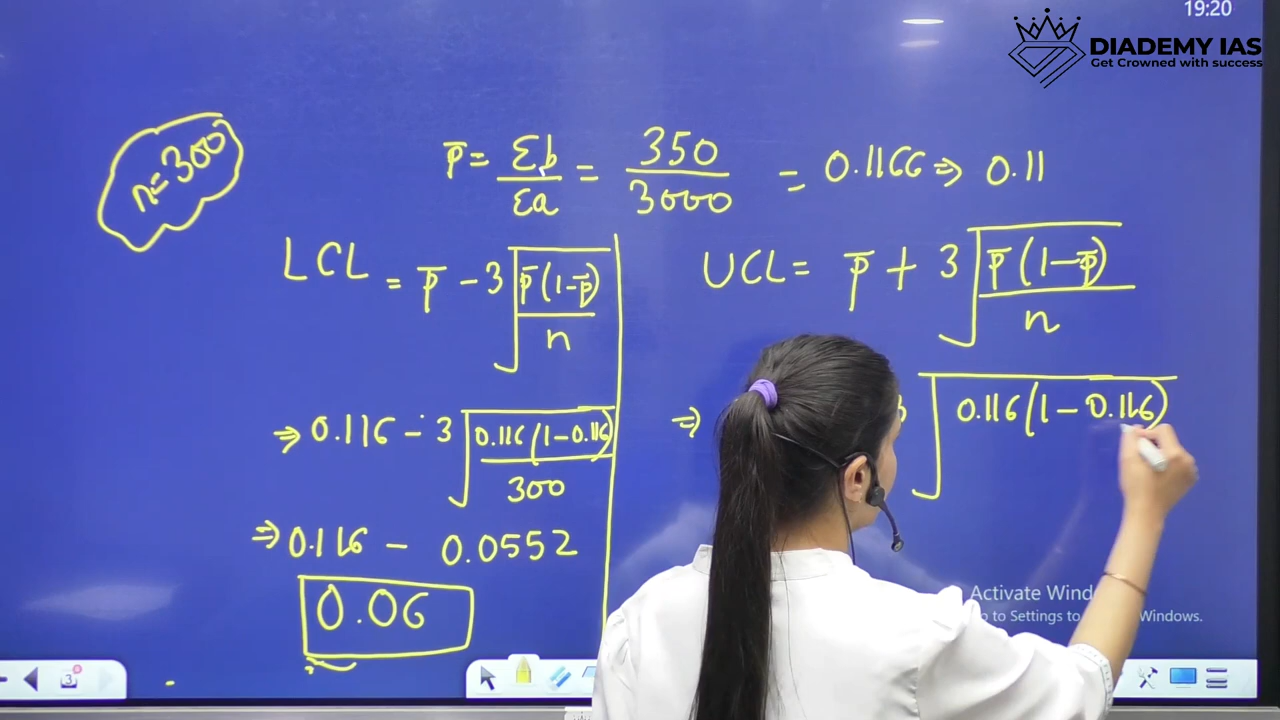 19:20
DIADEMY IAS
Get Crowned with success
n=300
p̄ = Σb/Σa = 350/3000 = 0.1166 ⇒ 0.11
LCL = p̄ - 3√(p̄(1-p̄)/n)
⇒ 0.116 - 3√(0.116(1-0.116)/300)
⇒ 0.116 - 0.0552
0.06
UCL = p̄ + 3√(p̄(1-p̄)/n)
⇒ √0.116(1-0.116)
Activate
to Settings to Windows.
3